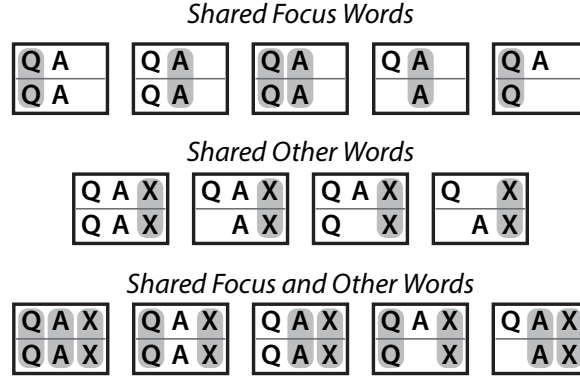 Shared Focus Words
Q A Q A Q A Q A Q A
Q A Q A Q A A Q
Shared Other Words
Q A X Q A X Q A X Q X
Q A X A X Q X A X
Shared Focus and Other Words
Q A X Q A X Q A X Q A X Q A X
Q A X Q A X Q A X Q X A X